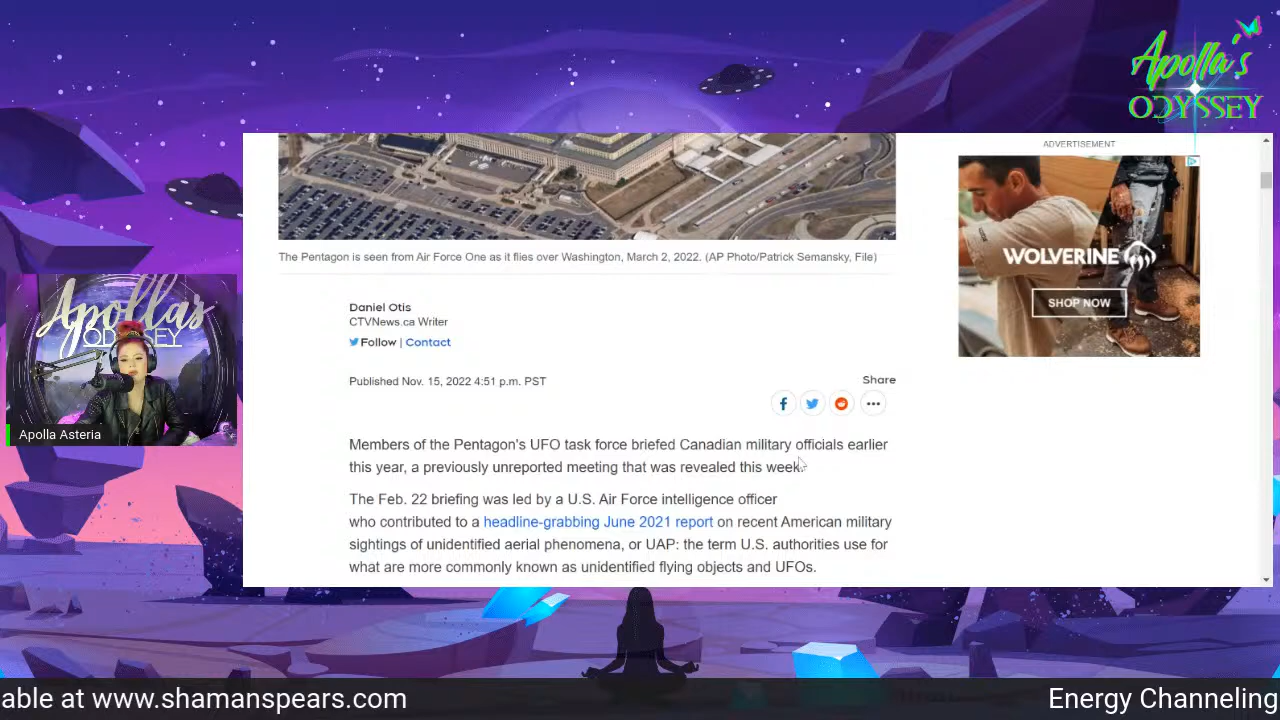 Apolla's
ODYSSEY
ADVERTISEMENT
WOLVERINE
SHOP NOW
The Pentagon is seen from Air Force One as it flies over Washington, March 2, 2022. (AP Photo/Patrick Semansky, File)
Daniel Otis
CTVNews.ca Writer
Follow | Contact
Published Nov. 15, 2022 4:51 p.m. PST
Share
Members of the Pentagon's UFO task force briefed Canadian military officials earlier
this year, a previously unreported meeting that was revealed this week.
The Feb. 22 briefing was led by a U.S. Air Force intelligence officer
who contributed to a headline-grabbing June 2021 report on recent American military
sightings of unidentified aerial phenomena, or UAP: the term U.S. authorities use for
what are more commonly known as unidentified flying objects and UFOs.
Apollas
ODYSSEY
Apolla Asteria
able at www.shamanspears.com
Energy Channeling